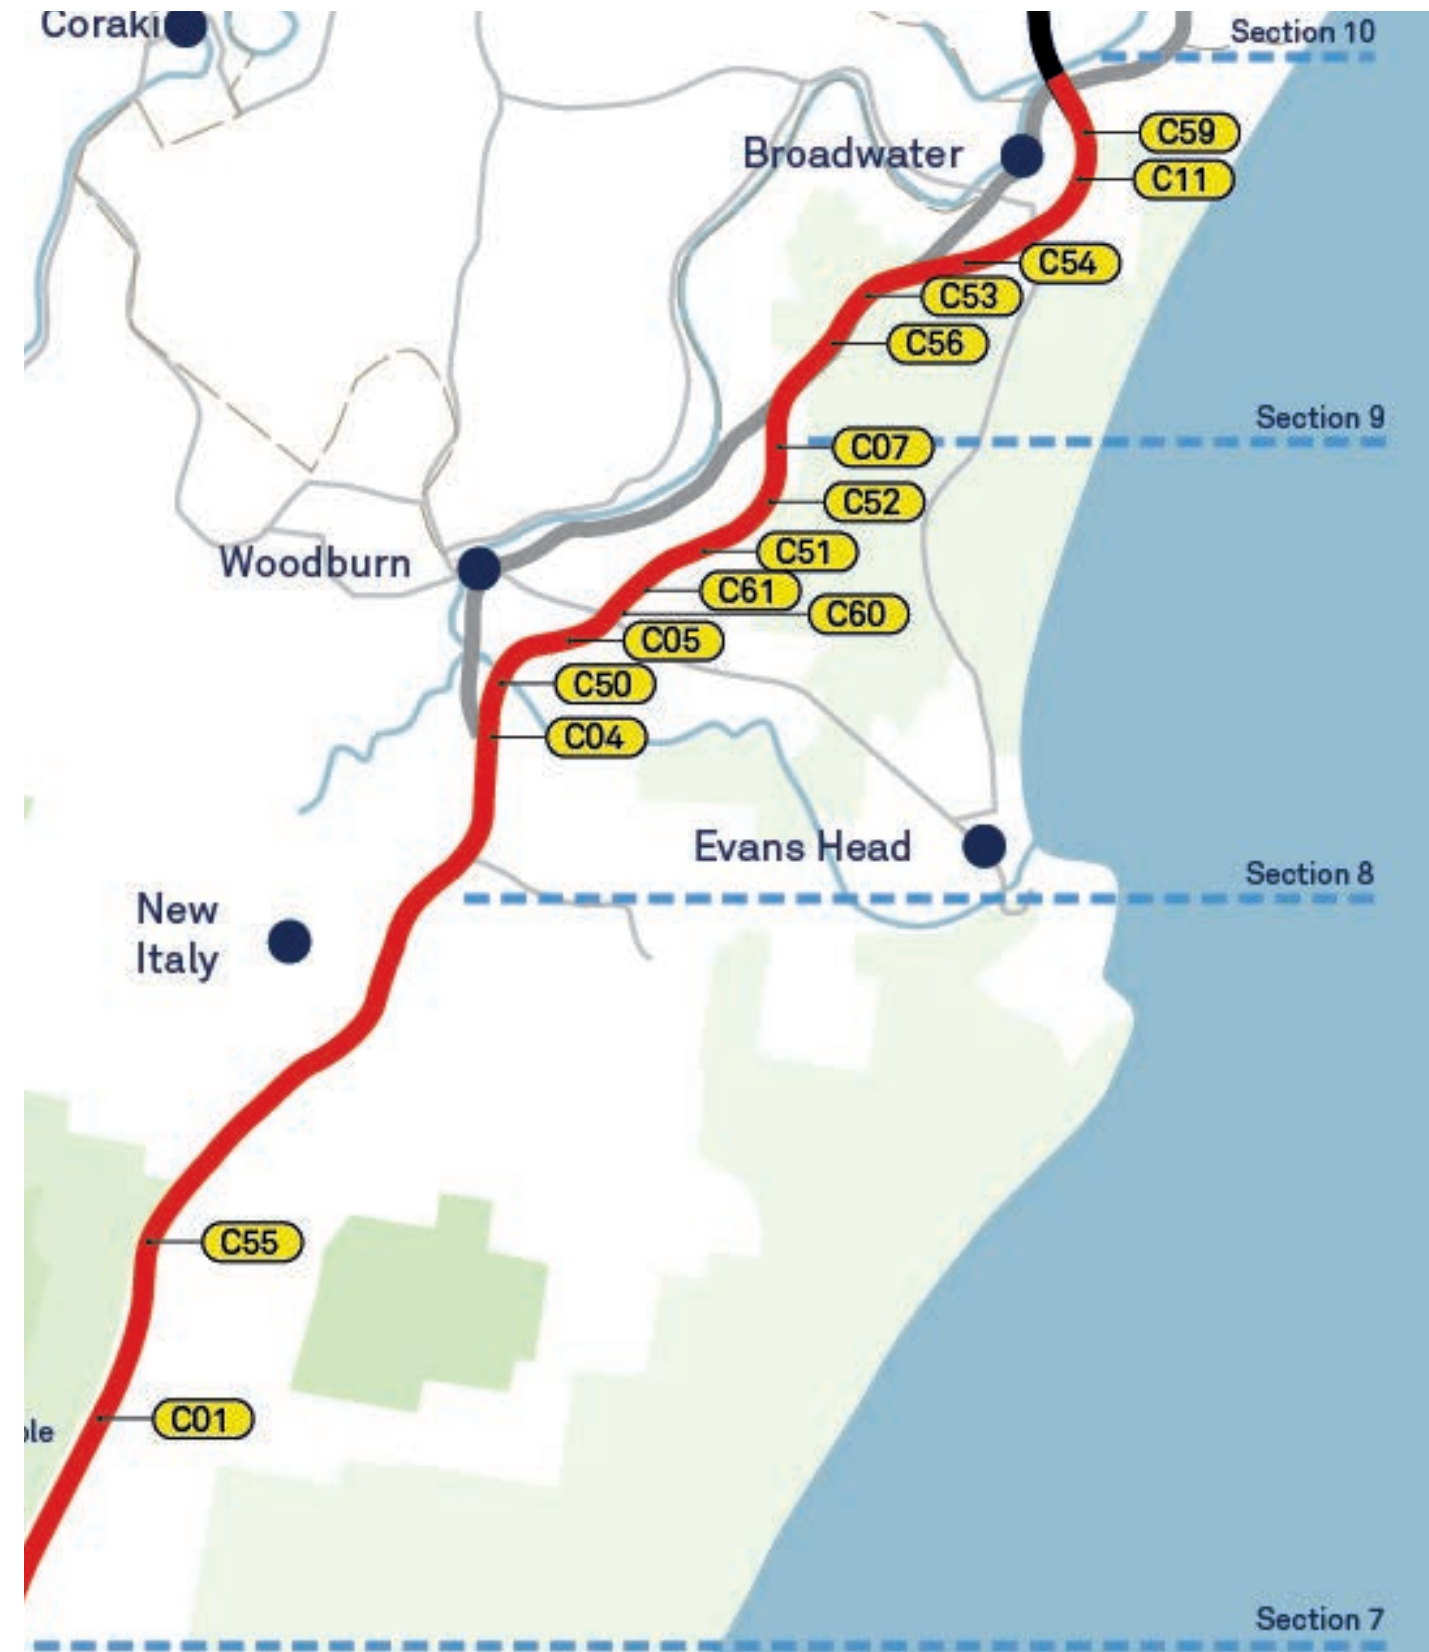 Coraki
Section 10
C59
Broadwater
C11
C54
C53
C56
Section 9
C07
C52
C51
Woodburn
C61
C60
C05
C50
C04
Evans Head
Section 8
New
Italy
C55
C01
Section 7